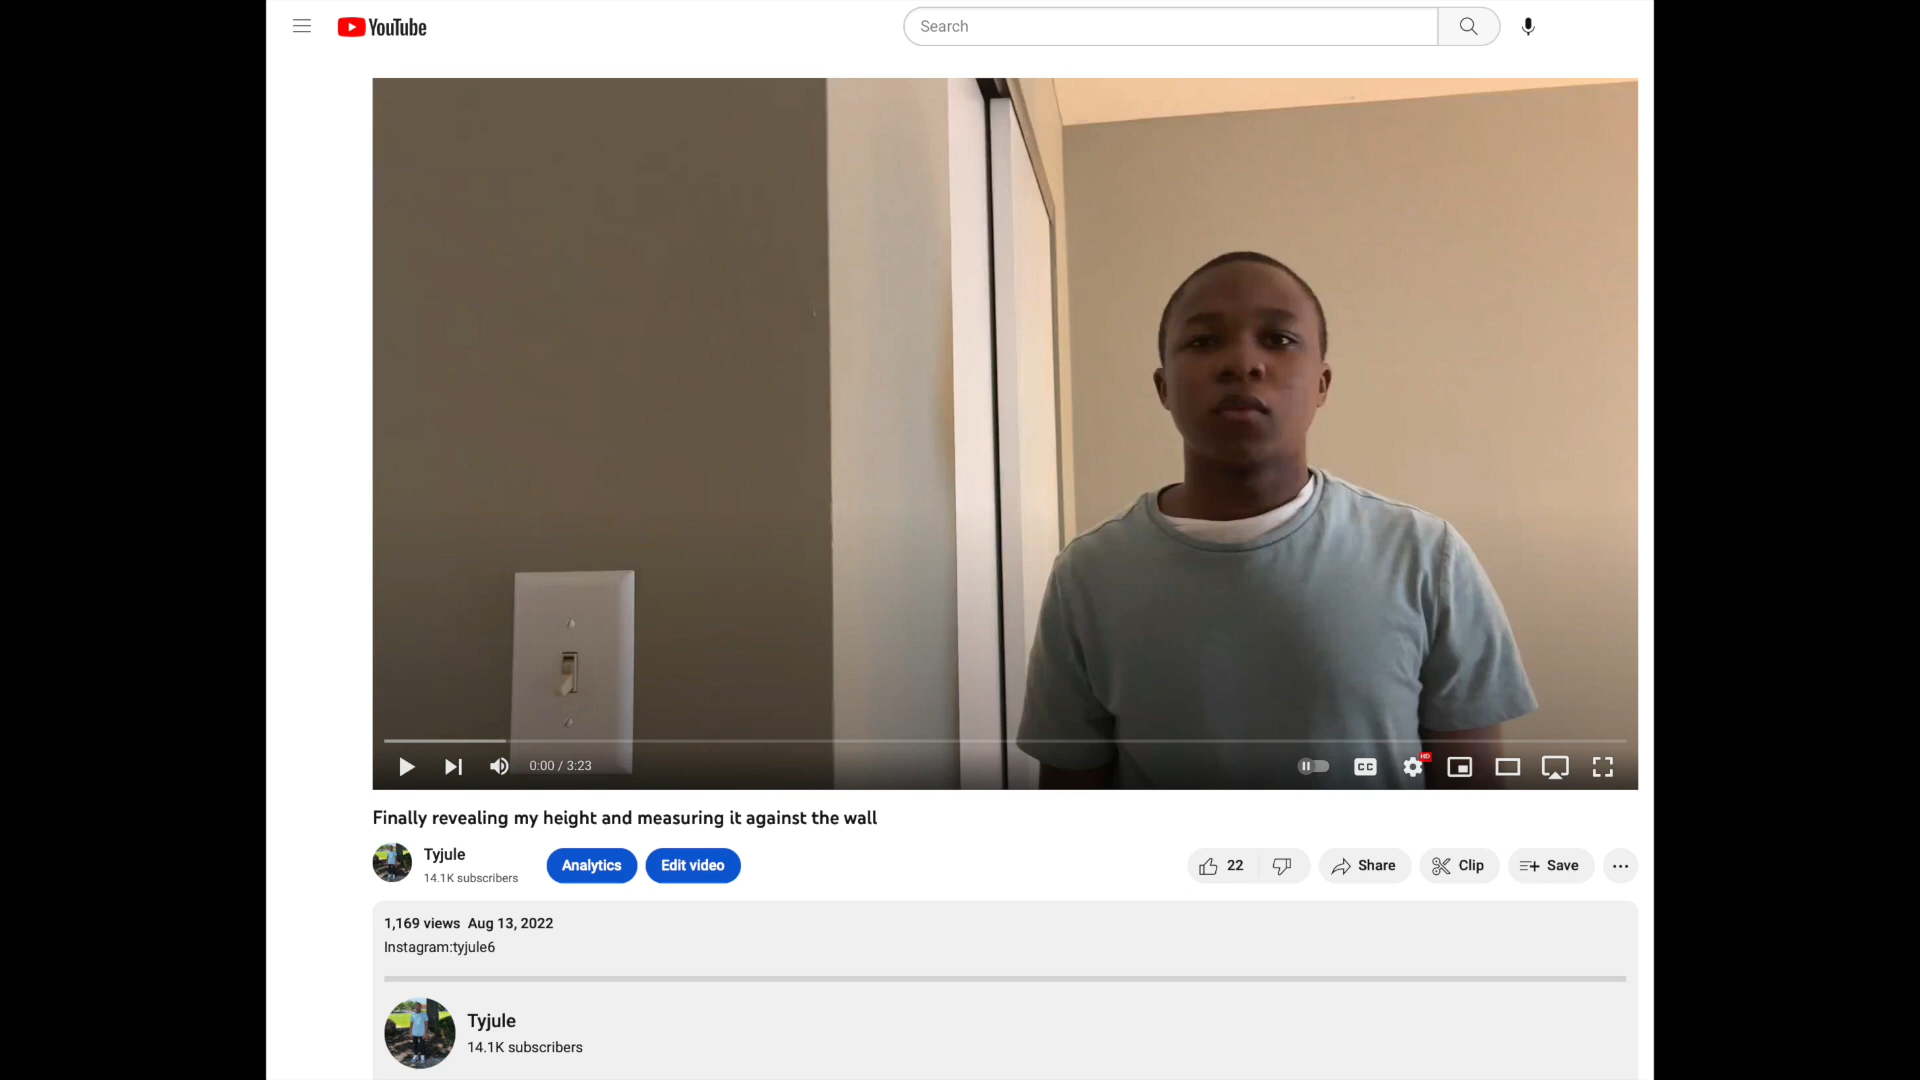 YouTube
Search
0:00 / 3:23
CC
HD
Finally revealing my height and measuring it against the wall
Tyjule
14.1K subscribers
Analytics
Edit video
22
Share
Clip
Save
1,169 views Aug 13, 2022
Instagram:tyjule6
Tyjule
14.1K subscribers